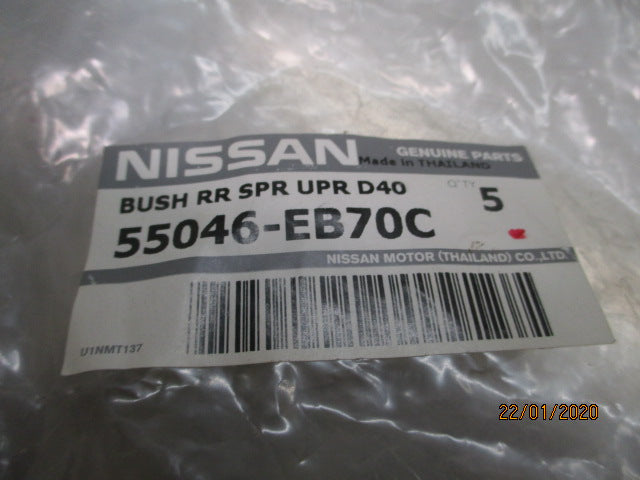 NISSAN GENUINE PARTS
Made in THAILAND
BUSH RR SPR UPR D40 Q'TY 5
55046-EB70C
NISSAN MOTOR (THAILAND) CO.,LTD.
U1NMT137
22/01/2020